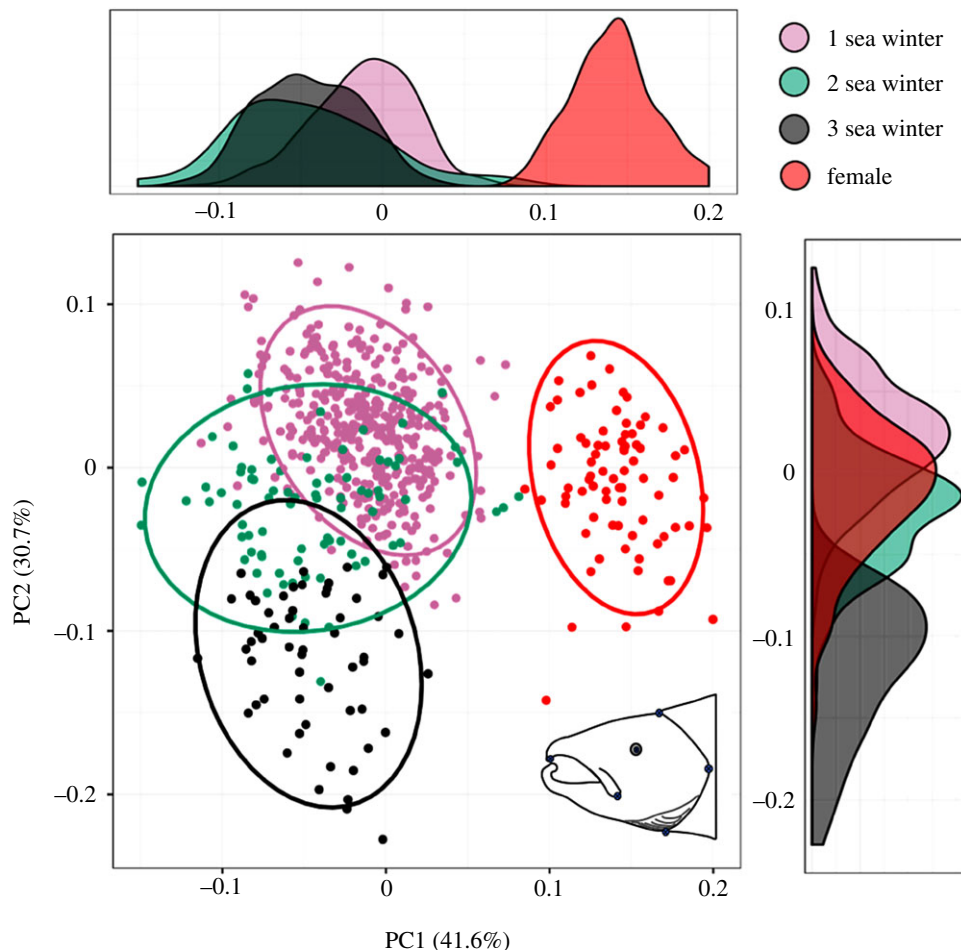 1 sea winter
2 sea winter
3 sea winter
female
–0.1 0 0.1 0.2
0.1
0
–0.1
–0.2
PC2 (30.7%)
0.1
0
–0.1
–0.2
–0.1 0 0.1 0.2
PC1 (41.6%)